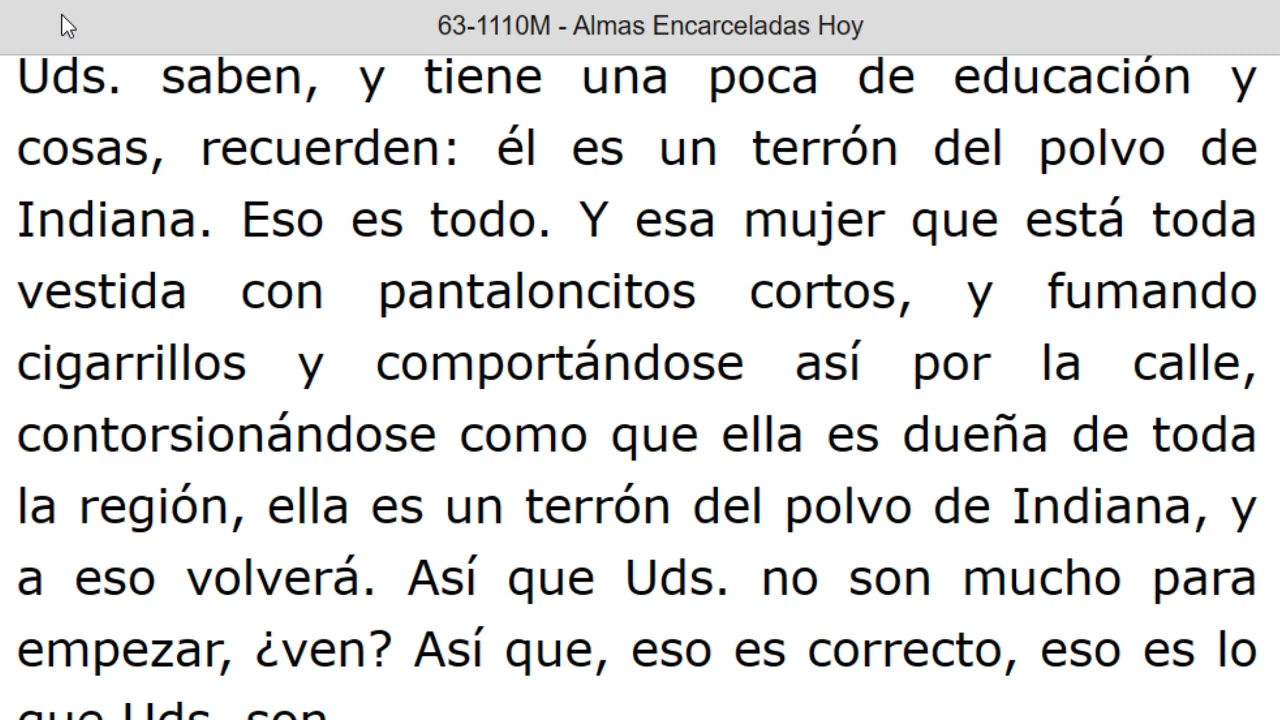 63-1110M - Almas Encarceladas Hoy
Uds. saben, y tiene una poca de educación y
cosas, recuerden: él es un terrón del polvo de
Indiana. Eso es todo. Y esa mujer que está toda
vestida con pantaloncitos cortos, y fumando
cigarrillos y comportándose así por la calle,
contorsionándose como que ella es dueña de toda
la región, ella es un terrón del polvo de Indiana, y
a eso volverá. Así que Uds. no son mucho para
empezar, ¿ven? Así que, eso es correcto, eso es lo
que Uds. son